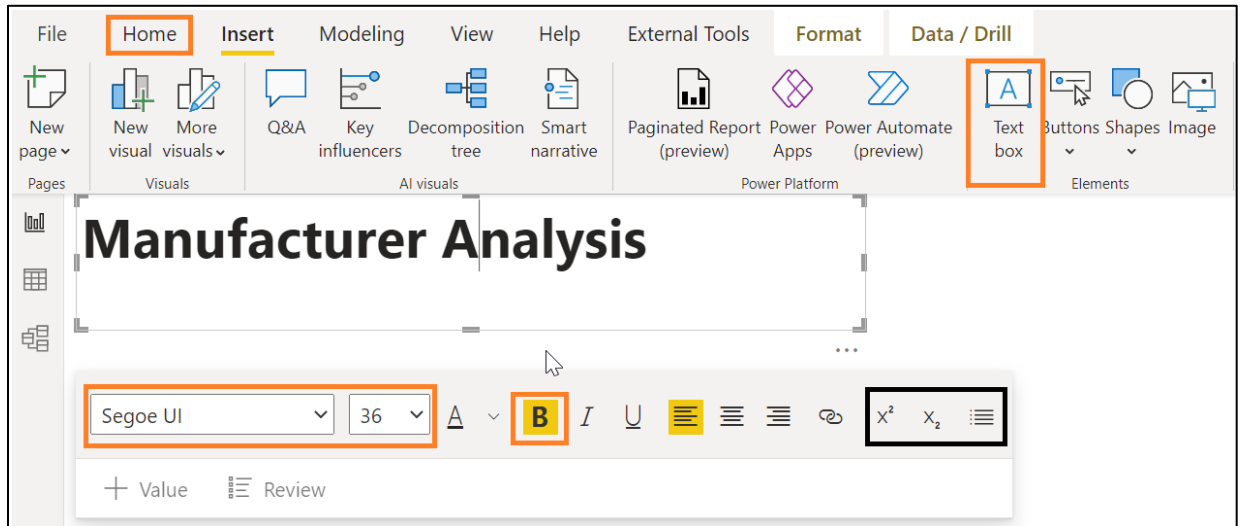 File Home Insert Modeling View Help External Tools Format Data / Drill
New New More Q&A Key Decomposition Smart Paginated Report Power Power Automate Text Buttons Shapes Image
page visual visuals influencers tree narrative (preview) Apps (preview) box
Pages Visuals AI visuals Power Platform Elements
Manufacturer Analysis
Segoe UI 36 A B I U X² X₂
+ Value Review